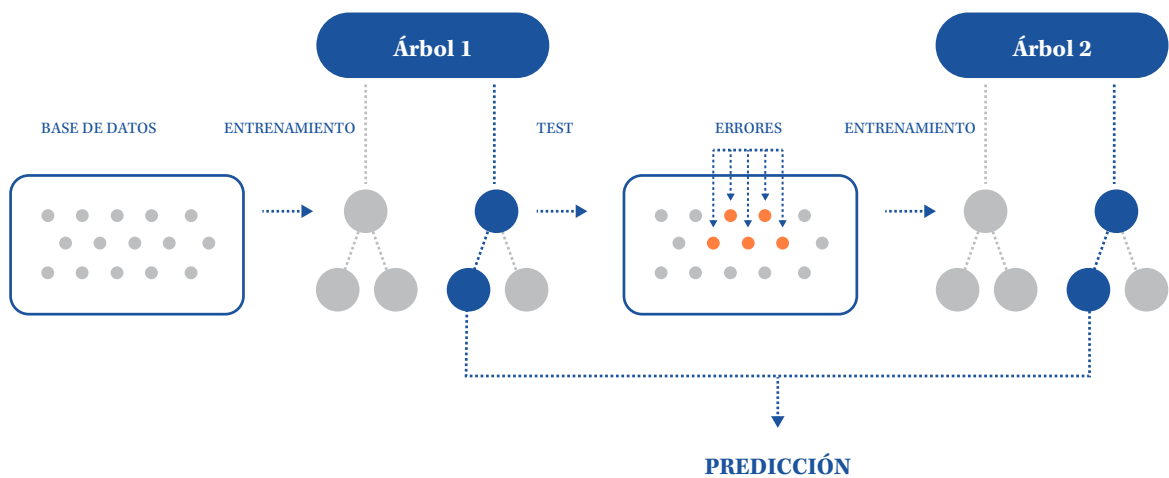 Árbol 1
Árbol 2
BASE DE DATOS
ENTRENAMIENTO
TEST
ERRORES
ENTRENAMIENTO
PREDICCIÓN